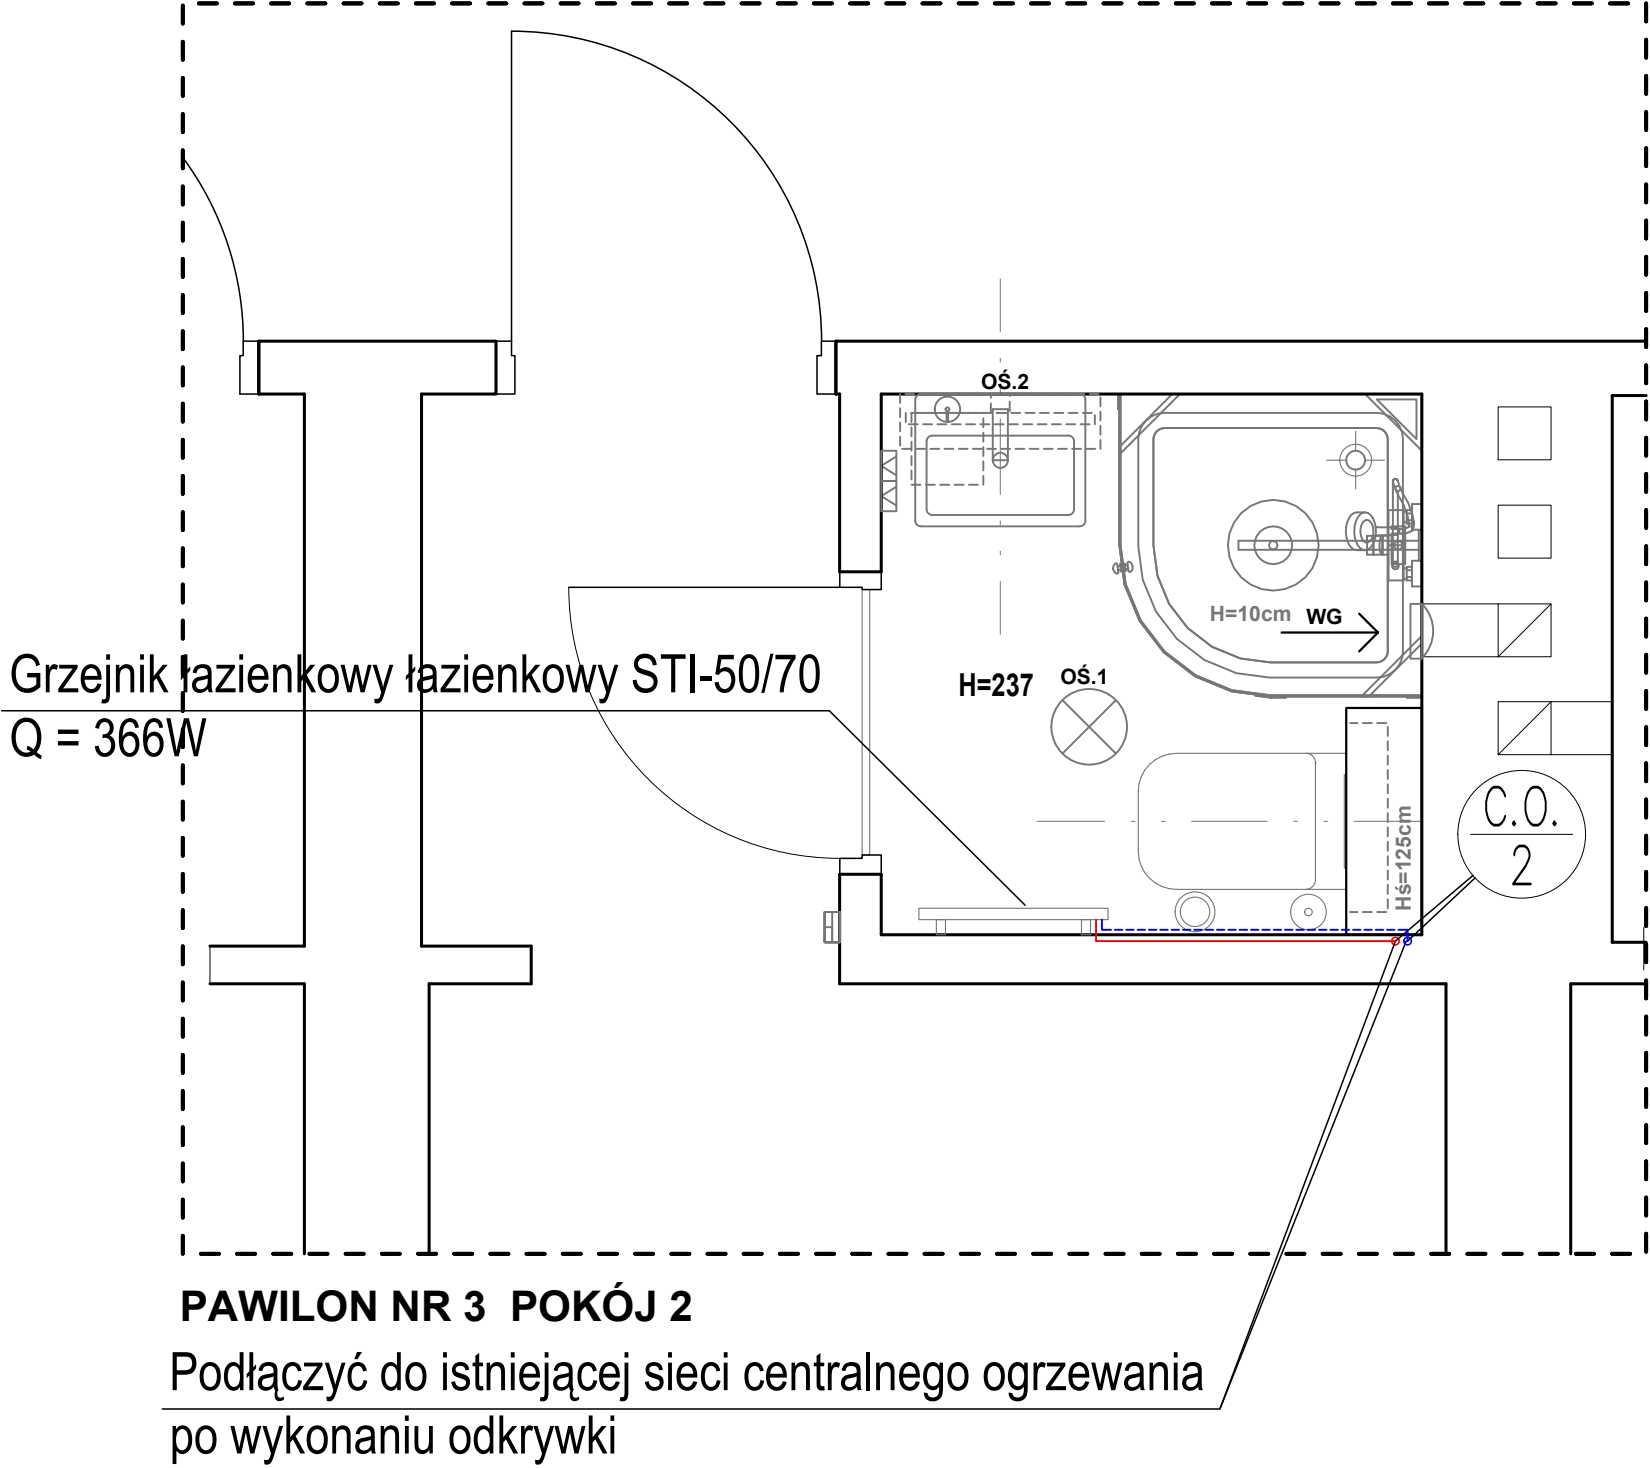 OŚ.2
H=10cm
WG
Grzejnik łazienkowy łazienkowy STI-50/70
Q = 366W
H=237
OŚ.1
Hś=125cm
C.O.
2
PAWILON NR 3 POKÓJ 2
Podłączyć do istniejącej sieci centralnego ogrzewania
po wykonaniu odkrywki